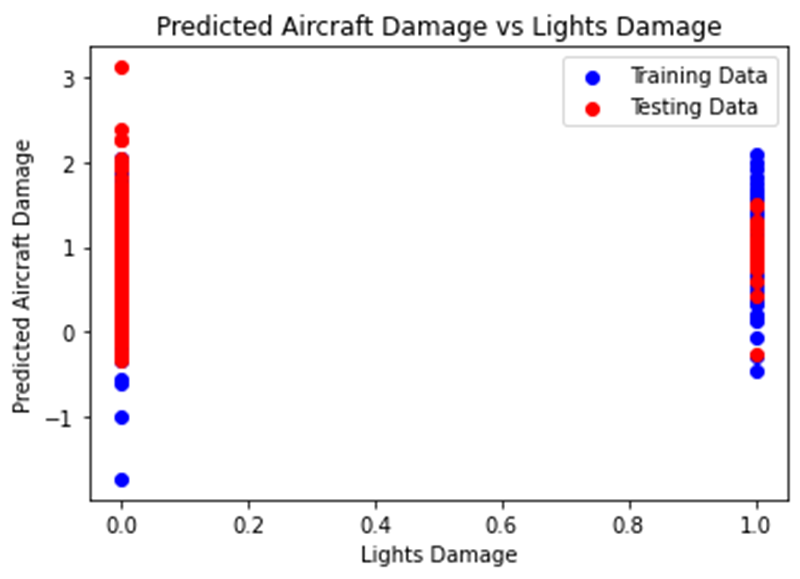 Predicted Aircraft Damage vs Lights Damage
Training Data
Testing Data
Predicted Aircraft Damage
3
2
1
0
−1
0.0 0.2 0.4 0.6 0.8 1.0
Lights Damage